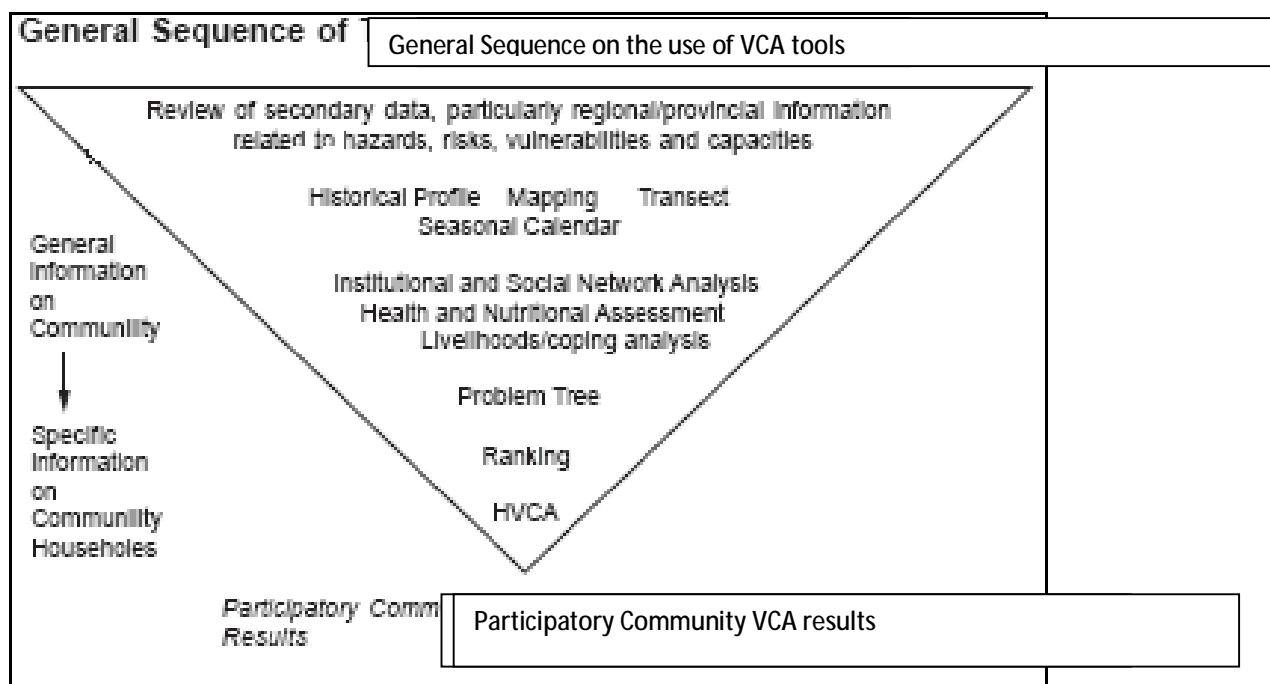 General Sequence of
General Sequence on the use of VCA tools
Review of secondary data, particularly regional/provincial information
related to hazards, risks, vulnerabilities and capacities
Historical Profile Mapping Transect
Seasonal Calendar
General
Information
on
Communility
Institutional and Social Network Analysis
Health and Nutritional Assessment
Livelihoods/coping analysis
Problem Tree
Specific
Information
on
Communility
Householes
Ranking
HVCA
Participatory Comm
Results
Participatory Community VCA results